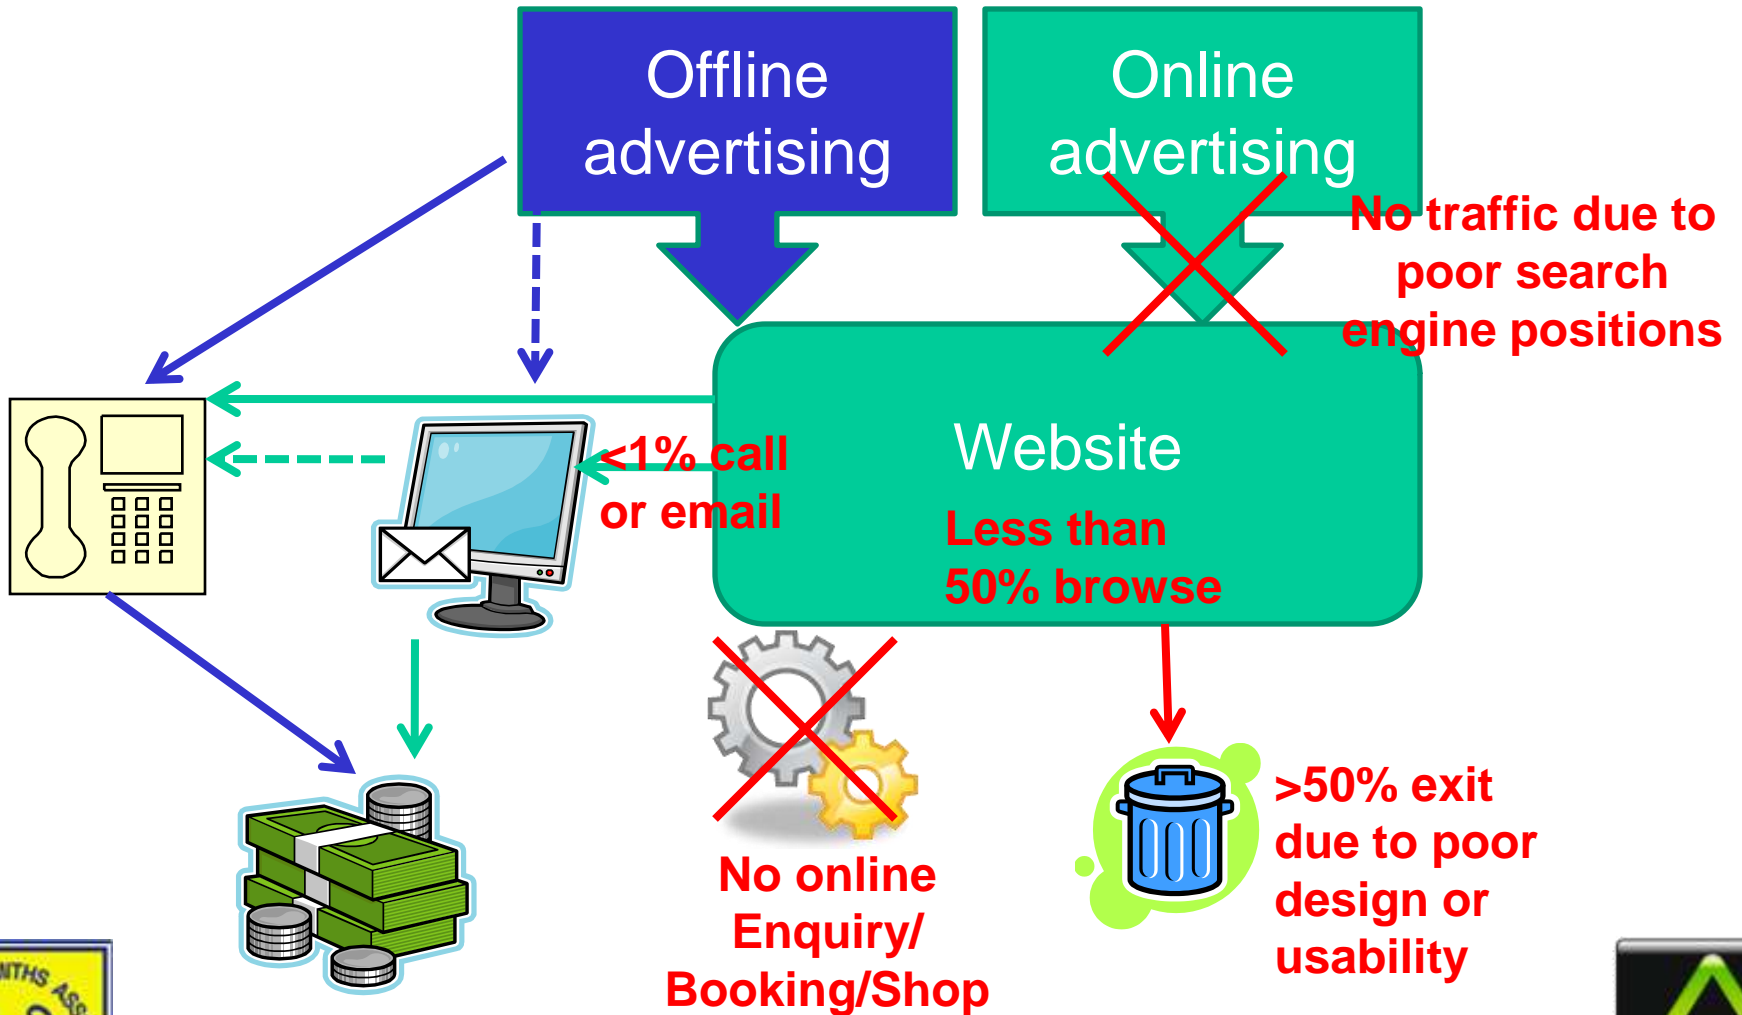 Offline
advertising
Online
advertising
No traffic due to
poor search
engine positions
<1% call
or email
Website
Less than
50% browse
No online
Enquiry/
Booking/Shop
>50% exit
due to poor
design or
usability